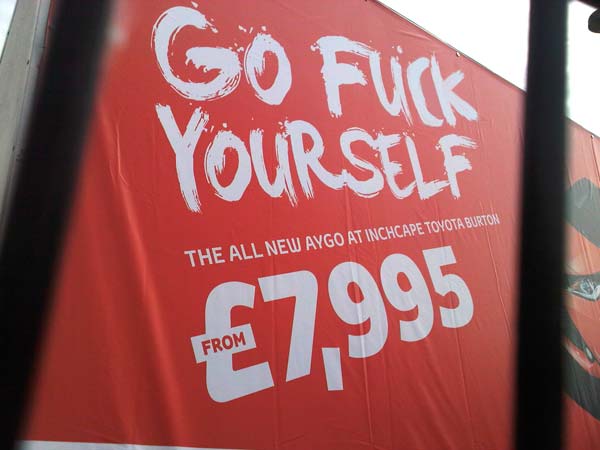 GO FUCK
YOURSELF
THE ALL NEW AYGO AT INCHCAPE TOYOTA BURTON
FROM £7,995